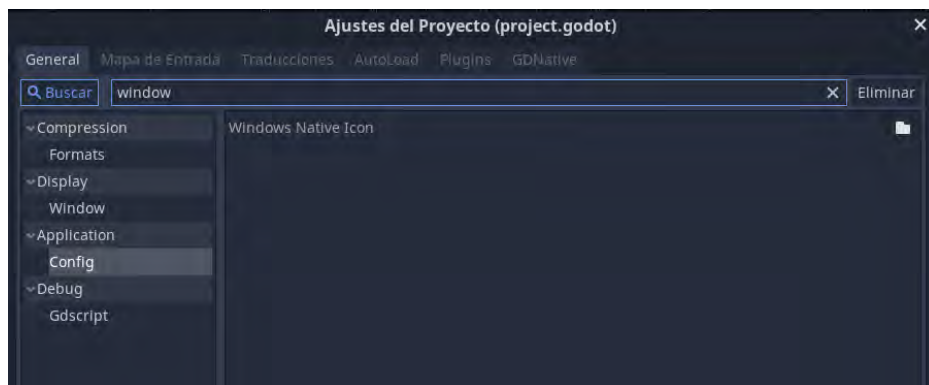 Ajustes del Proyecto (project.godot)
General Mapa de Entrada Traducciones AutoLoad Plugins GDNative
Buscar window Eliminar
Compression
Windows Native Icon
Formats
Display
Window
Application
Config
Debug
Gdscript